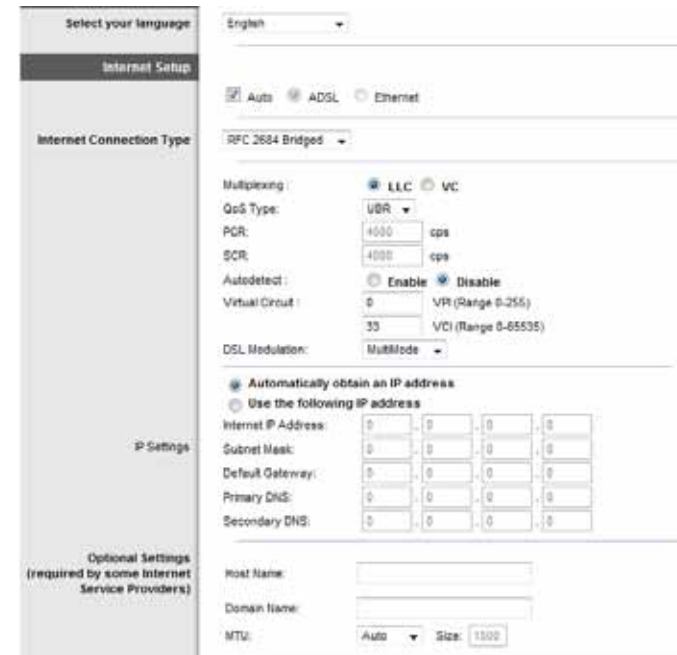 Select your language English
Internet Setup
Auto ADSL Ethernet
Internet Connection Type RFC 2684 Bridged
Multiplexing : LLC VC
QoS Type: UBR
PCR: 4000 cps
SCR: 4000 cps
Autodetect : Enable Disable
Virtual Circuit : 0 VPI (Range 0-255)
33 VCI (Range 0-65535)
DSL Modulation: MultiMode
Automatically obtain an IP address
Use the following IP address
Internet IP Address: 0 . 0 . 0 . 0
IP Settings Subnet Mask: 0 . 0 . 0 . 0
Default Gateway: 0 . 0 . 0 . 0
Primary DNS: 0 . 0 . 0 . 0
Secondary DNS: 0 . 0 . 0 . 0
Optional Settings
(required by some Internet
Service Providers)
Host Name:
Domain Name:
MTU: Auto Size: 1500